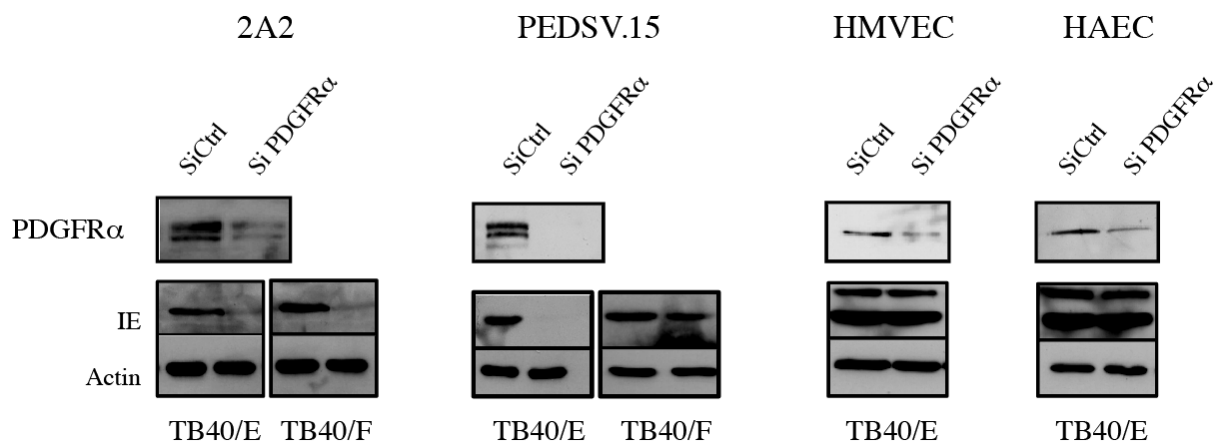 2A2 PEDSV.15 HMVEC HAEC
SiCtrl Si PDGFRα SiCtrl Si PDGFRα SiCtrl Si PDGFRα SiCtrl Si PDGFRα
PDGFRα
IE
Actin
TB40/E TB40/F TB40/E TB40/F TB40/E TB40/E